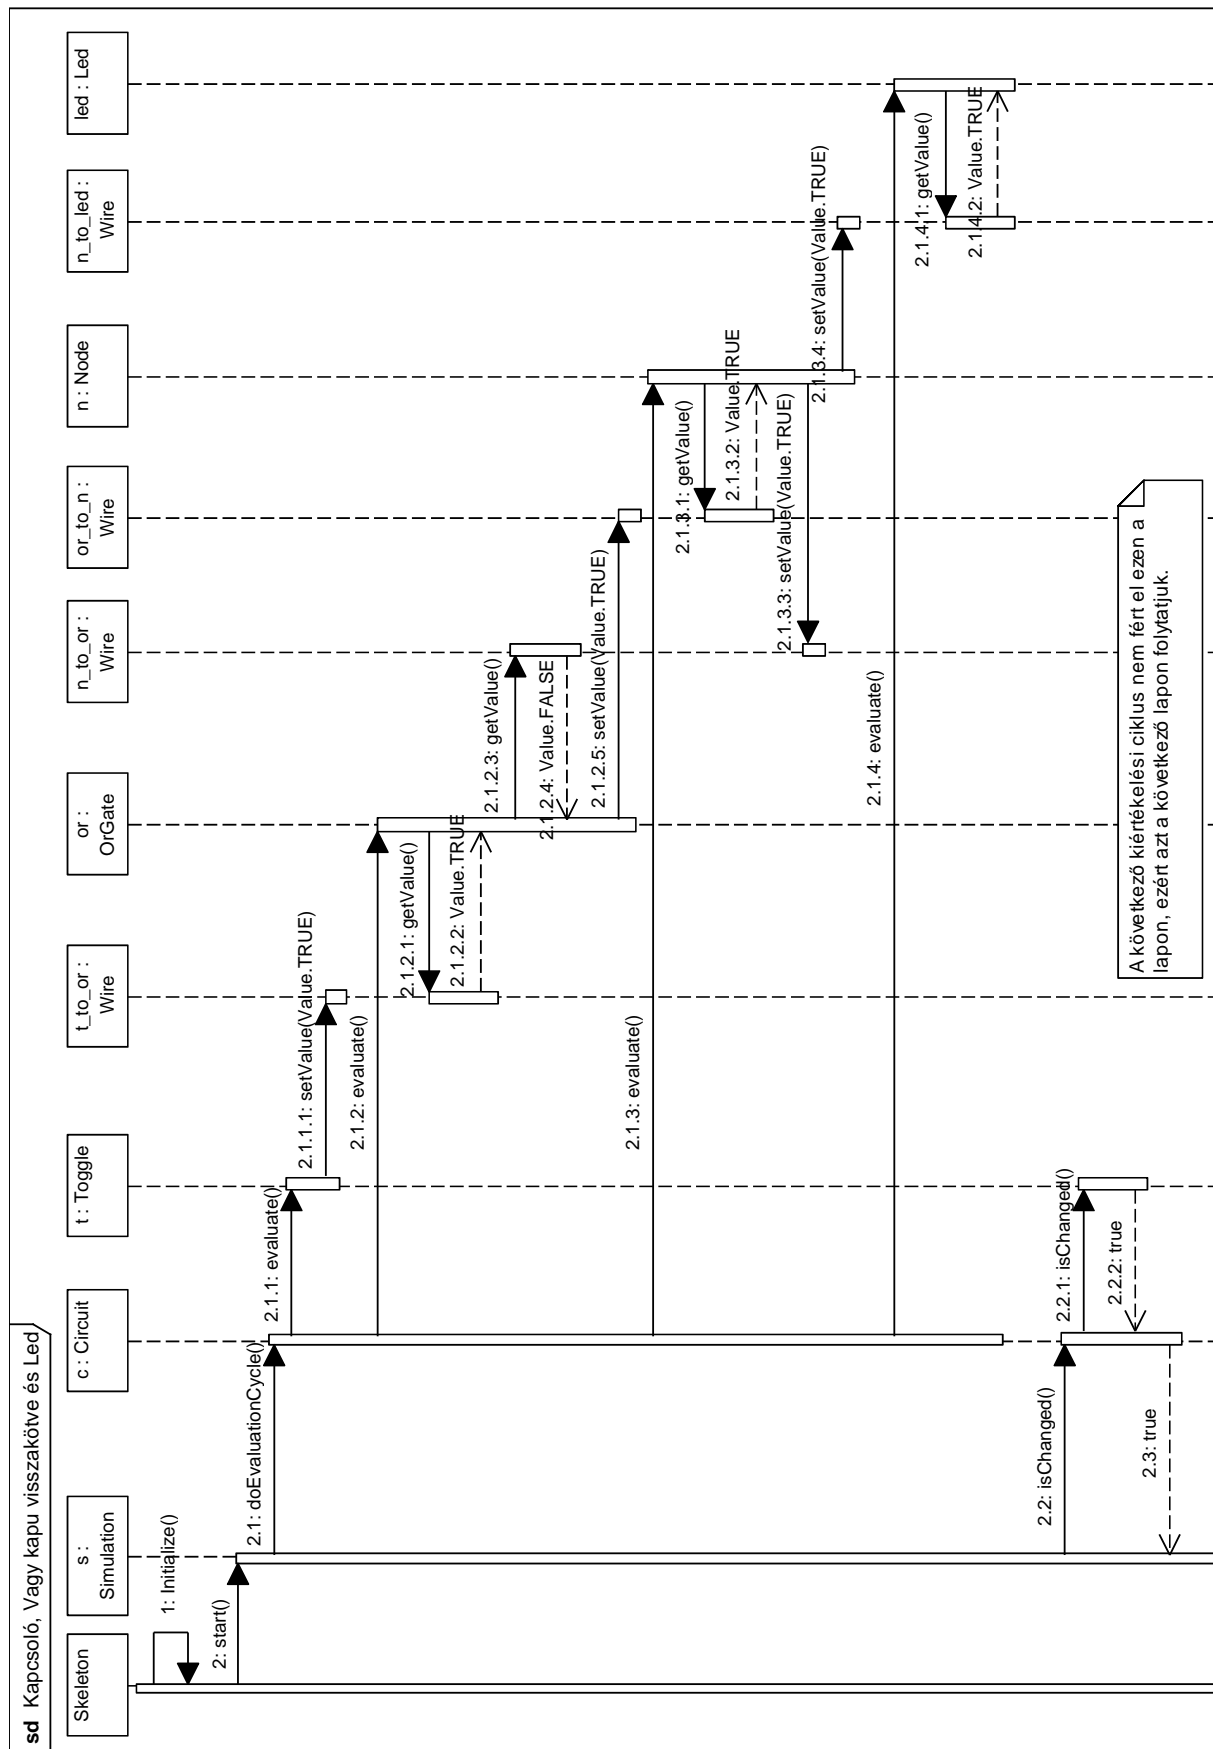 sd Kapcsoló, Vagy kapu visszakötve és Led
Skeleton
s :
Simulation
c : Circuit
t : Toggle
t_to_or :
Wire
or :
OrGate
n_to_or :
Wire
or_to_n :
Wire
n : Node
n_to_led :
Wire
led : Led
1: Initialize()
2: start()
2.1: doEvaluationCycle()
2.1.1: evaluate()
2.1.1.1: setValue(Value.TRUE)
2.1.2: evaluate()
2.1.2.1: getValue()
2.1.2.2: Value.TRUE
2.1.2.3: getValue()
2.1.2.4: Value.FALSE
2.1.2.5: setValue(Value.TRUE)
2.1.3: evaluate()
2.1.3.1: getValue()
2.1.3.2: Value.TRUE
2.1.3.3: setValue(Value.TRUE)
2.1.3.4: setValue(Value.TRUE)
2.1.4: evaluate()
2.1.4.1: getValue()
2.1.4.2: Value.TRUE
2.2: isChanged()
2.2.1: isChanged()
2.2.2: true
2.3: true
A következő kiértékelési ciklus nem fért el ezen a
lapon, ezért azt a következő lapon folytatjuk.